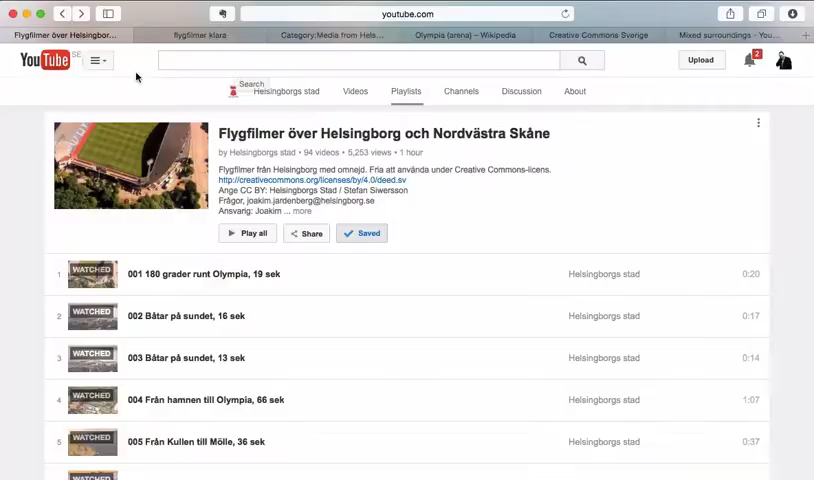 youtube.com
Flygfilmer över Helsingbor...
flygfilmer klara
Category:Media from Hels...
Olympia (arena) – Wikipedia
Creative Commons Sverige
Mixed surroundings - You...
YouTube SE
Upload
2
Search
Helsingborgs stad
Videos
Playlists
Channels
Discussion
About
Flygfilmer över Helsingborg och Nordvästra Skåne
by Helsingborgs stad • 94 videos • 5,253 views • 1 hour
Flygfilmer från Helsingborg med omnejd. Fria att använda under Creative Commons-licens.
http://creativecommons.org/licenses/by/4.0/deed.sv
Ange CC BY: Helsingborgs Stad / Stefan Siwersson
Frågor, joakim.jardenberg@helsingborg.se
Ansvarig: Joakim ... more
Play all
Share
Saved
1 WATCHED 001 180 grader runt Olympia, 19 sek Helsingborgs stad 0:20
2 WATCHED 002 Båtar på sundet, 16 sek Helsingborgs stad 0:17
3 WATCHED 003 Båtar på sundet, 13 sek Helsingborgs stad 0:14
4 WATCHED 004 Från hamnen till Olympia, 66 sek Helsingborgs stad 1:07
5 WATCHED 005 Från Kullen till Mölle, 36 sek Helsingborgs stad 0:37
WATCHED